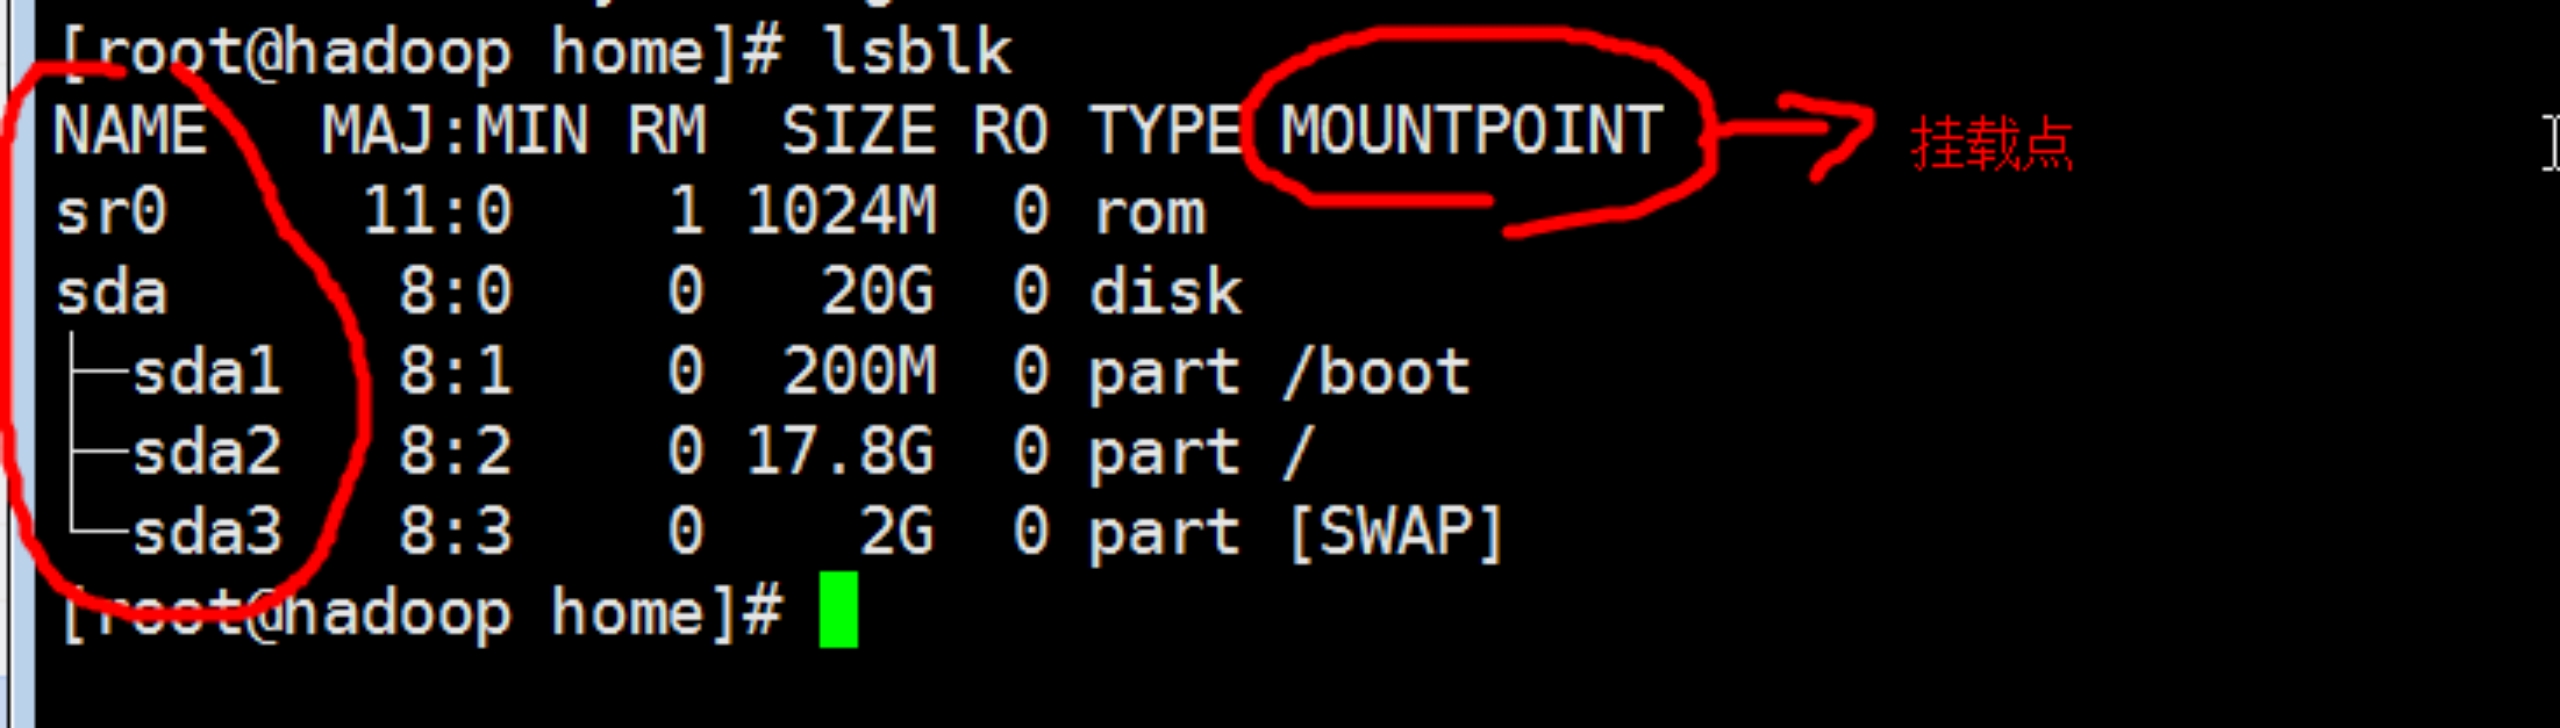 [root@hadoop home]# lsblk
NAME   MAJ:MIN RM  SIZE RO TYPE MOUNTPOINT 挂载点
sr0     11:0    1 1024M  0 rom
sda      8:0    0   20G  0 disk
├─sda1   8:1    0  200M  0 part /boot
├─sda2   8:2    0 17.8G  0 part /
└─sda3   8:3    0    2G  0 part [SWAP]
[root@hadoop home]#